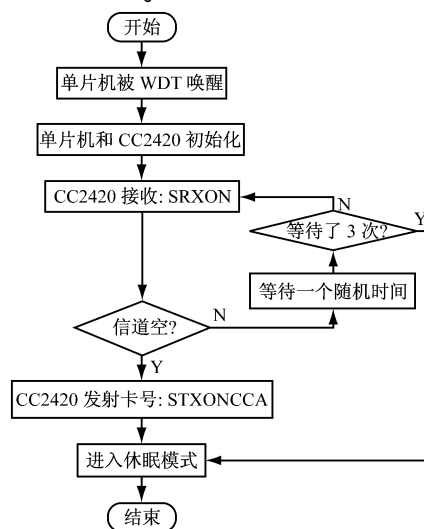 开始
单片机被 WDT 唤醒
单片机和 CC2420 初始化
CC2420 接收: SRXON
N
等待了 3 次?
Y
等待一个随机时间
信道空?
N
Y
CC2420 发射卡号: STXONCCA
进入休眠模式
结束